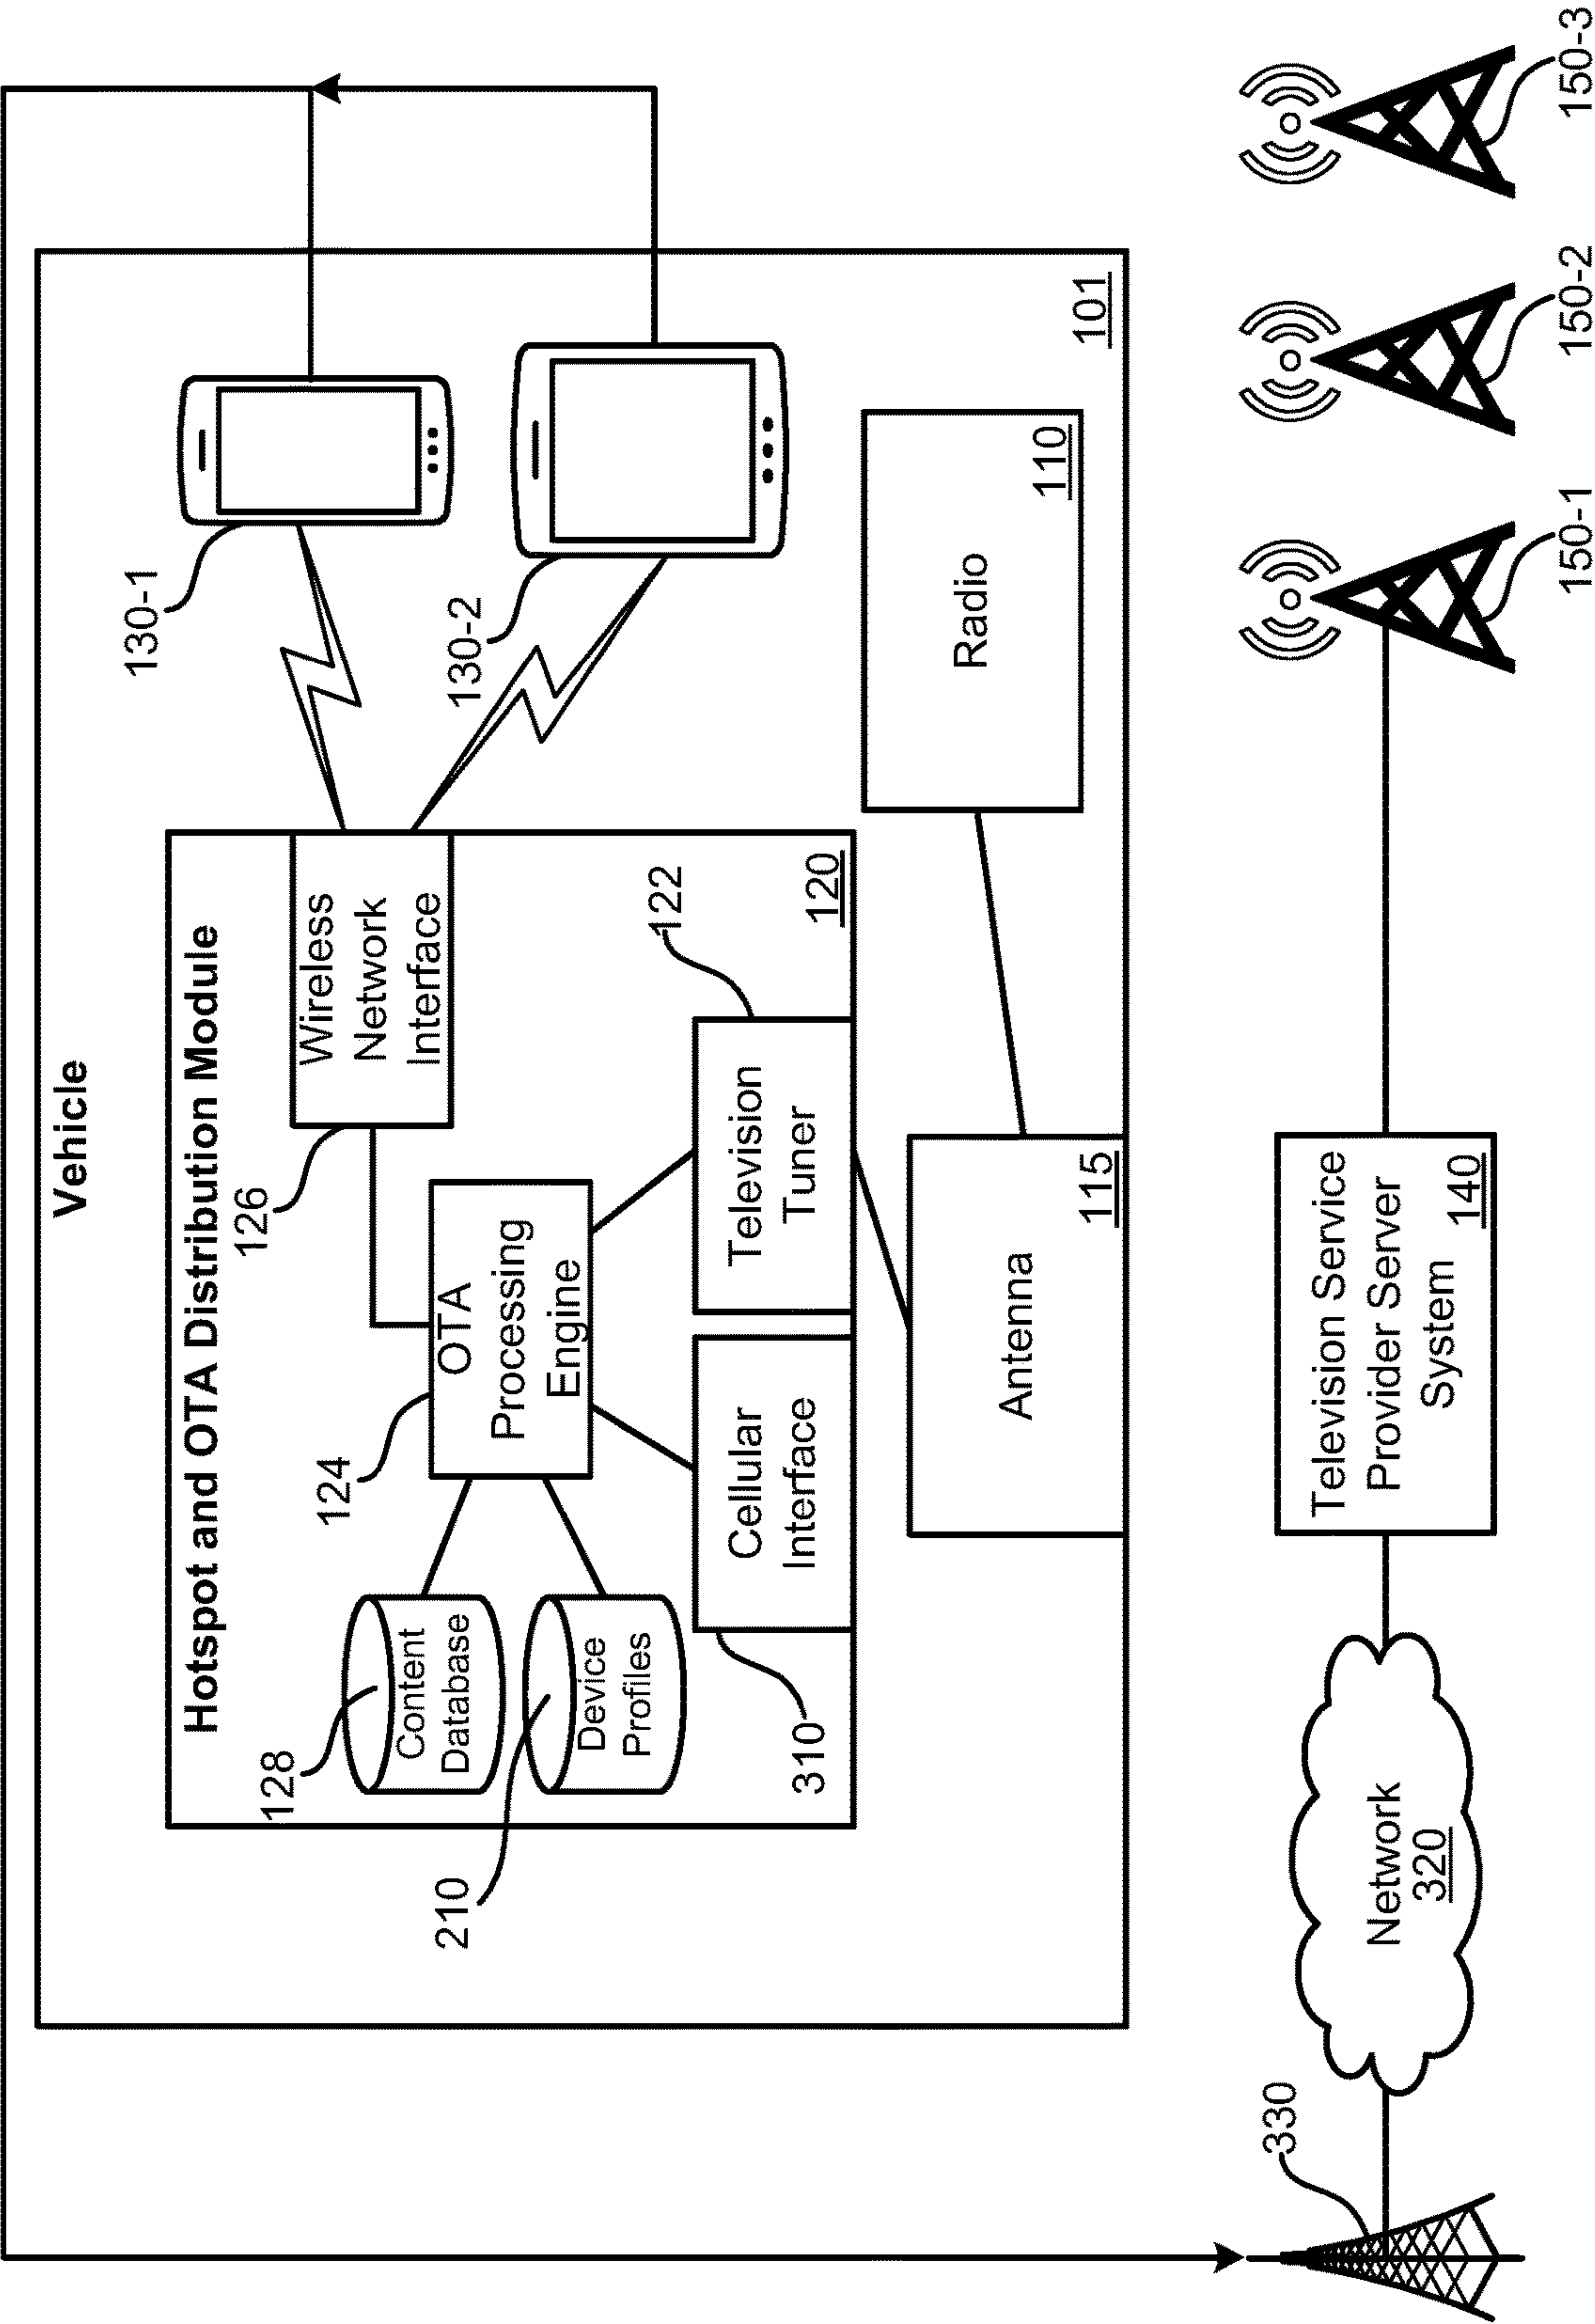 Vehicle
Hotspot and OTA Distribution Module
128
Content
Database
210
Device
Profiles
124
OTA
Processing
Engine
126
Wireless
Network
Interface
130-1
130-2
310
Cellular
Interface
Television
Tuner
122
120
Antenna
115
Radio
110
101
330
Network
320
Television Service
Provider Server
System
140
150-1
150-2
150-3